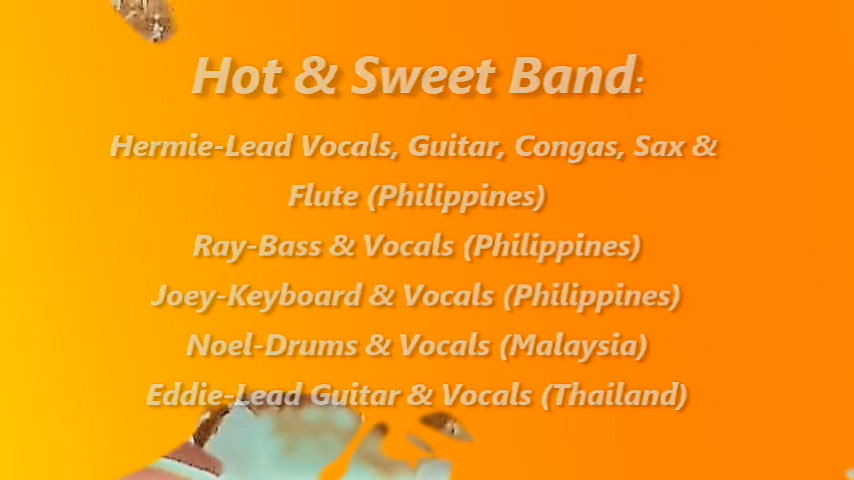 Hot & Sweet Band:
Hermie-Lead Vocals, Guitar, Congas, Sax &
Flute (Philippines)
Ray-Bass & Vocals (Philippines)
Joey-Keyboard & Vocals (Philippines)
Noel-Drums & Vocals (Malaysia)
Eddie-Lead Guitar & Vocals (Thailand)